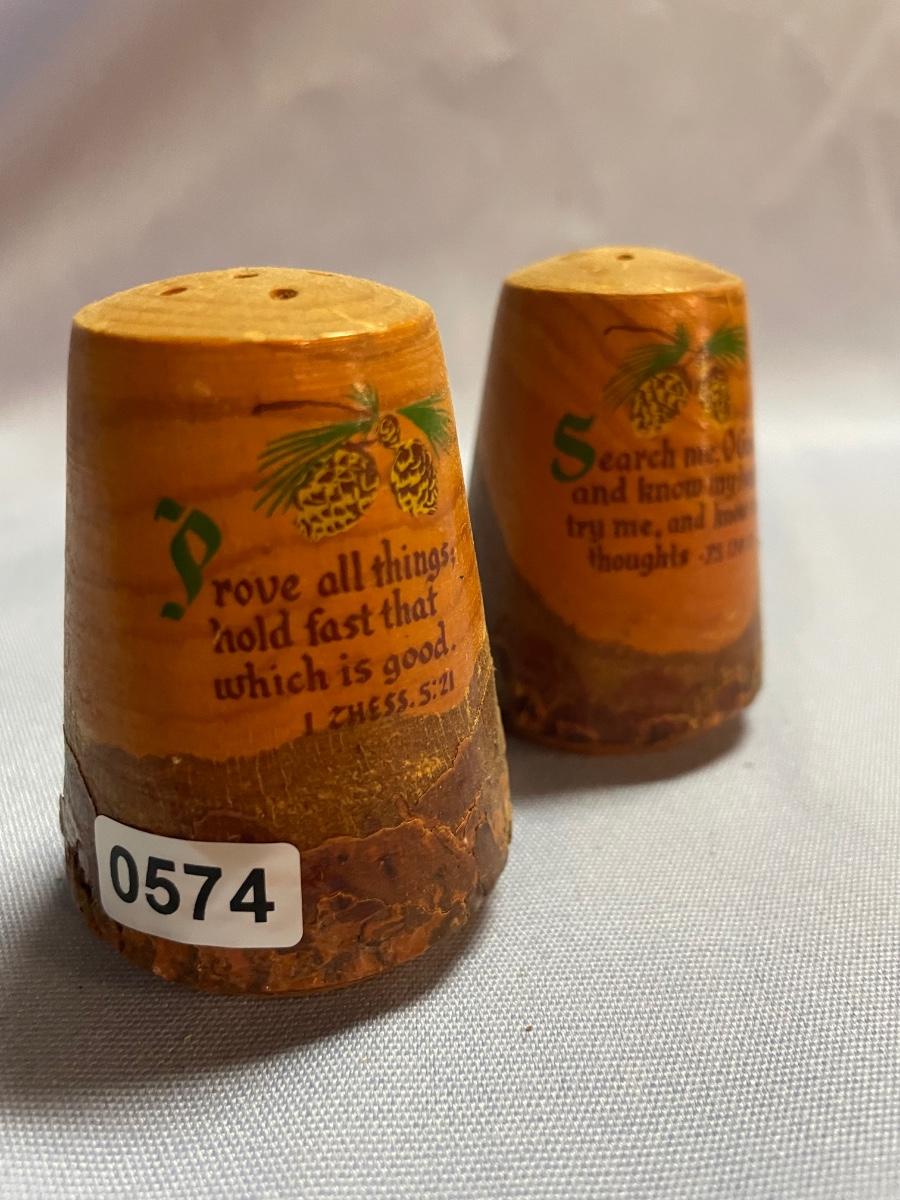 Prove all things;
hold fast that
which is good.
1 THESS. 5:21
0574
Search me, O
and know my
try me, and
thoughts